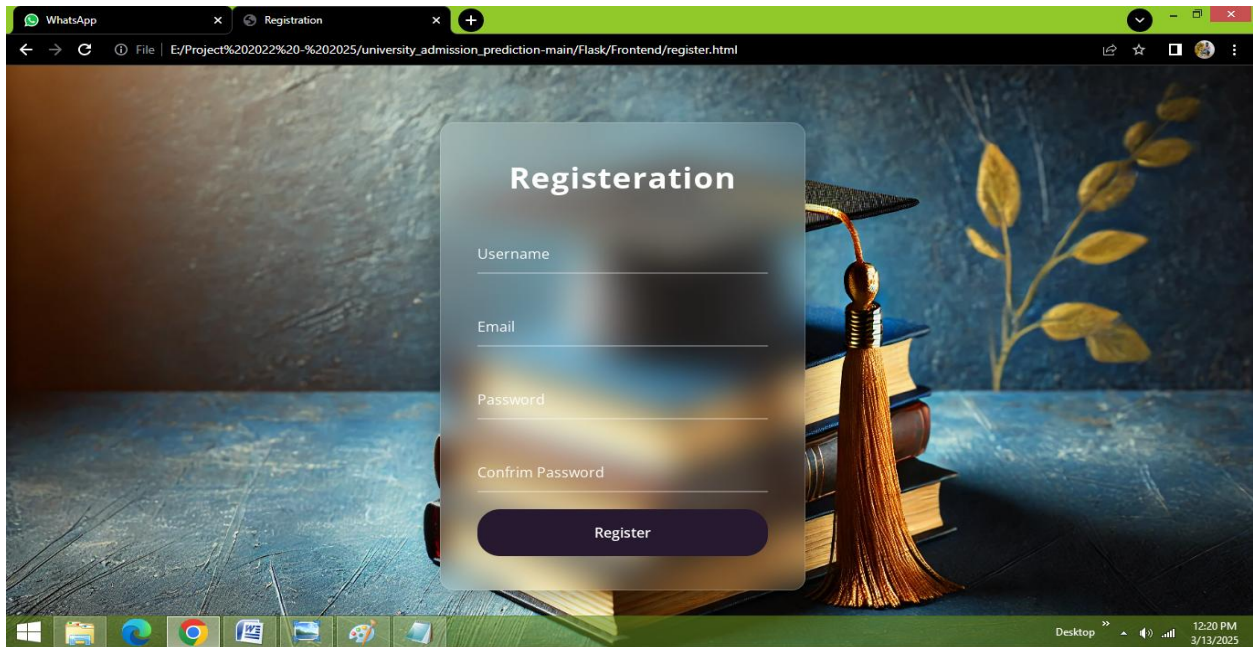 WhatsApp
Registration
File | E:/Project%202022%20-%202025/university_admission_prediction-main/Flask/Frontend/register.html
Registeration
Username
Email
Password
Confrim Password
Register
Desktop
12:20 PM
3/13/2025